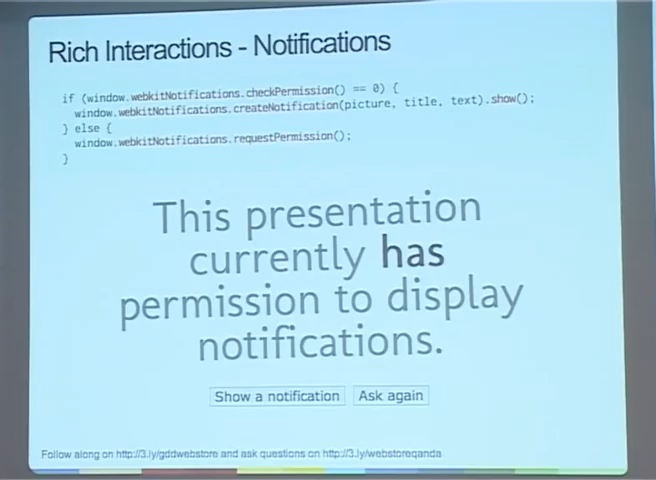 Rich Interactions - Notifications
if (window.webkitNotifications.checkPermission() == 0) {
window.webkitNotifications.createNotification(picture, title, text).show();
} else {
window.webkitNotifications.requestPermission();
}
This presentation
currently has
permission to display
notifications.
Show a notification Ask again
Follow along on http://3.ly/gddwebstore and ask questions on http://3.ly/webstoreqanda